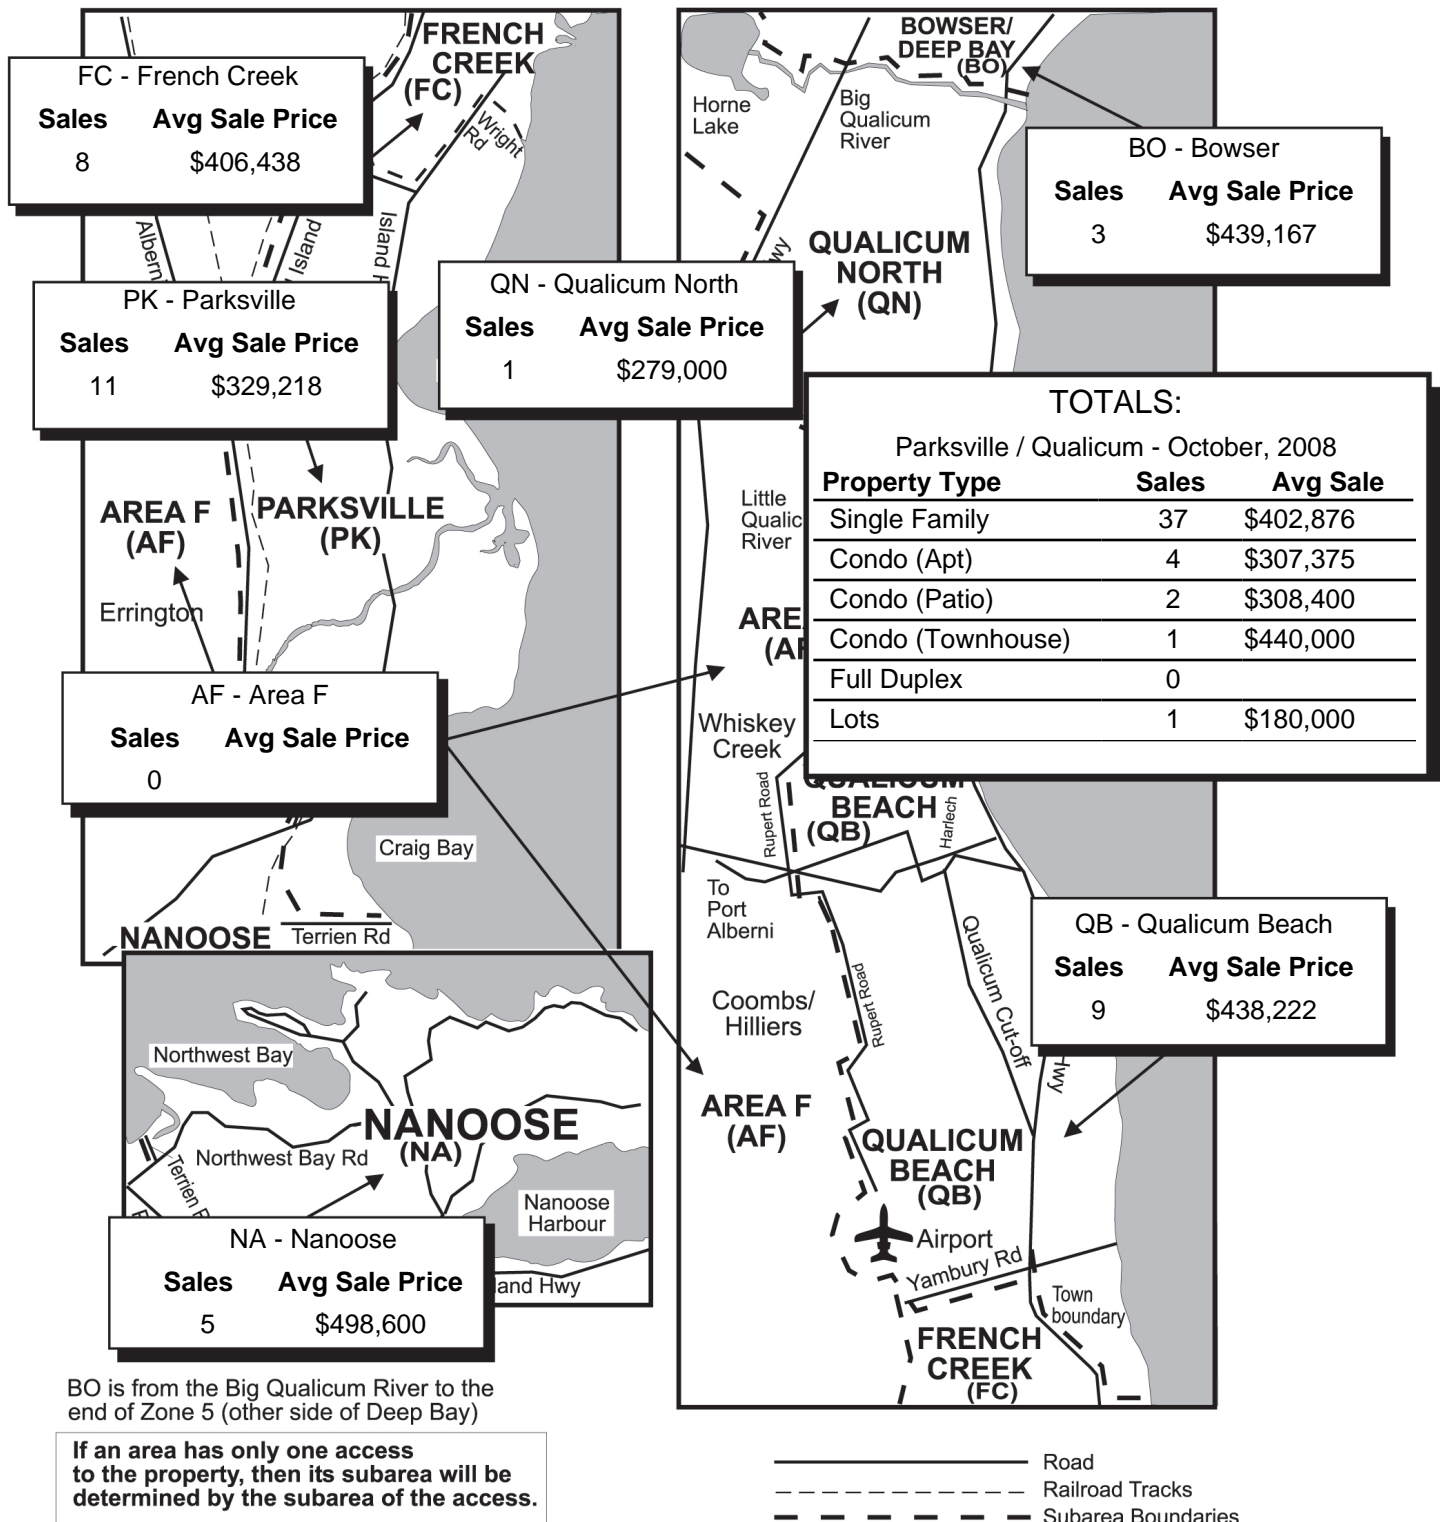 FRENCH
CREEK
(FC)
FC - French Creek
Sales Avg Sale Price
8 $406,438
Wright
Rd
Island
PK - Parksville
Sales Avg Sale Price
11 $329,218
AREA F
(AF)
PARKSVILLE
(PK)
Errington
AF - Area F
Sales Avg Sale Price
0
Craig Bay
NANOOSE
Terrien Rd
Northwest Bay
NANOOSE
(NA)
Northwest Bay Rd
Terrien
Nanoose
Harbour
NA - Nanoose
Sales Avg Sale Price
5 $498,600
Hwy
BO is from the Big Qualicum River to the
end of Zone 5 (other side of Deep Bay)
If an area has only one access
to the property, then its subarea will be
determined by the subarea of the access.
BOWSER/
DEEP BAY
(BO)
Horne
Lake
Big
Qualicum
River
BO - Bowser
Sales Avg Sale Price
3 $439,167
QUALICUM
NORTH
(QN)
QN - Qualicum North
Sales Avg Sale Price
1 $279,000
TOTALS:
Parksville / Qualicum - October, 2008
Property Type Sales Avg Sale
Single Family 37 $402,876
Condo (Apt) 4 $307,375
Condo (Patio) 2 $308,400
Condo (Townhouse) 1 $440,000
Full Duplex 0
Lots 1 $180,000
Little
River
Whiskey
Creek
Rupert Road
QUALICUM
BEACH
(QB)
Harlech
To
Port
Alberni
Qualicum Cut-off
QB - Qualicum Beach
Sales Avg Sale Price
9 $438,222
Coombs/
Hilliers
Rupert Road
Hwy
AREA F
(AF)
QUALICUM
BEACH
(QB)
Airport
Yambury Rd
Town
boundary
FRENCH
CREEK
(FC)
Road
Railroad Tracks
Subarea Boundaries